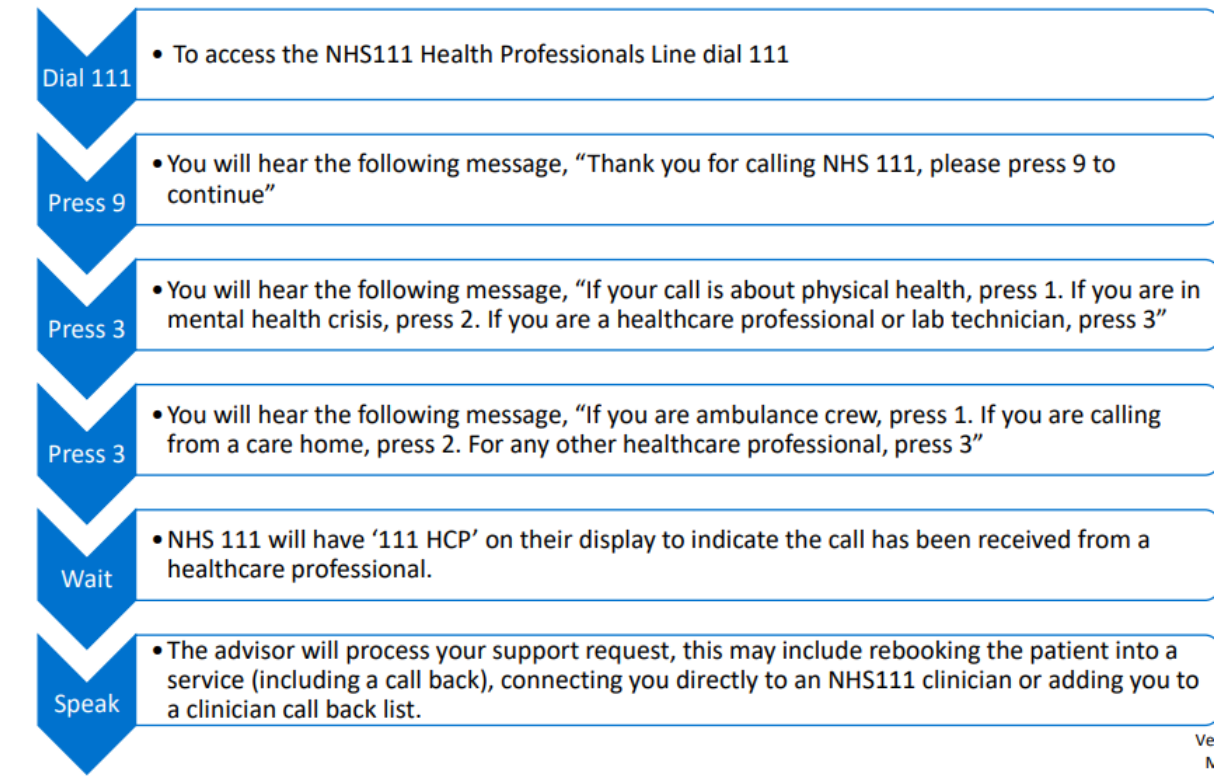 Dial 111
• To access the NHS111 Health Professionals Line dial 111
Press 9
• You will hear the following message, “Thank you for calling NHS 111, please press 9 to
continue”
Press 3
• You will hear the following message, “If your call is about physical health, press 1. If you are in
mental health crisis, press 2. If you are a healthcare professional or lab technician, press 3”
Press 3
• You will hear the following message, “If you are ambulance crew, press 1. If you are calling
from a care home, press 2. For any other healthcare professional, press 3”
Wait
• NHS 111 will have ‘111 HCP’ on their display to indicate the call has been received from a
healthcare professional.
Speak
• The advisor will process your support request, this may include rebooking the patient into a
service (including a call back), connecting you directly to an NHS111 clinician or adding you to
a clinician call back list.